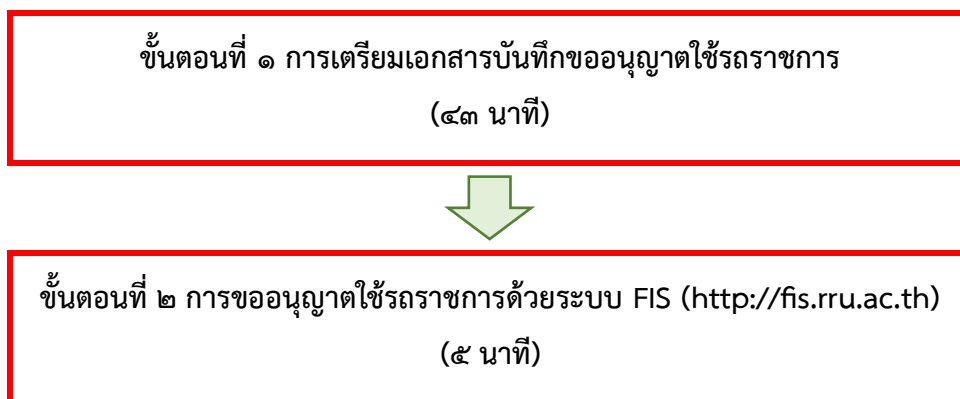 ขั้นตอนที่ ๑ การเตรียมเอกสารบันทึกขออนุญาตใช้รถราชการ
(๔๓ นาที)
ขั้นตอนที่ ๒ การขออนุญาตใช้รถราชการด้วยระบบ FIS (http://fis.rru.ac.th)
(๕ นาที)